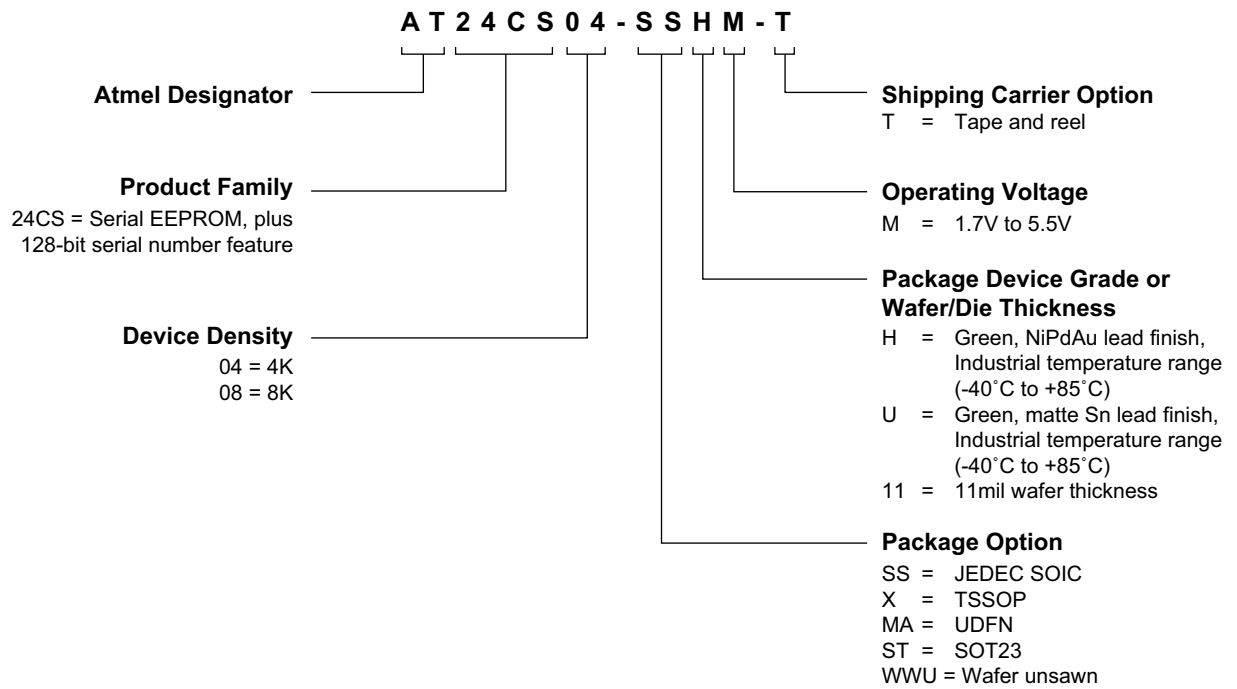 AT24CS04-SSHM-T
Atmel Designator
Product Family
24CS = Serial EEPROM, plus
128-bit serial number feature
Device Density
04 = 4K
08 = 8K
Shipping Carrier Option
T = Tape and reel
Operating Voltage
M = 1.7V to 5.5V
Package Device Grade or
Wafer/Die Thickness
H = Green, NiPdAu lead finish,
Industrial temperature range
(-40˚C to +85˚C)
U = Green, matte Sn lead finish,
Industrial temperature range
(-40˚C to +85˚C)
11 = 11mil wafer thickness
Package Option
SS = JEDEC SOIC
X = TSSOP
MA = UDFN
ST = SOT23
WWU = Wafer unsawn